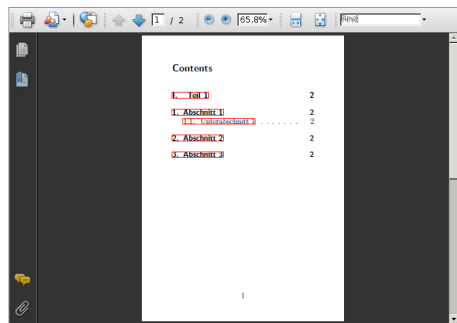 1 / 2 65,8% Find
Contents
I. Teil 1 2
1. Abschnitt 1 2
1.1. Unterabschnitt 1 . . . . . . . 2
2. Abschnitt 2 2
3. Abschnitt 3 2
1